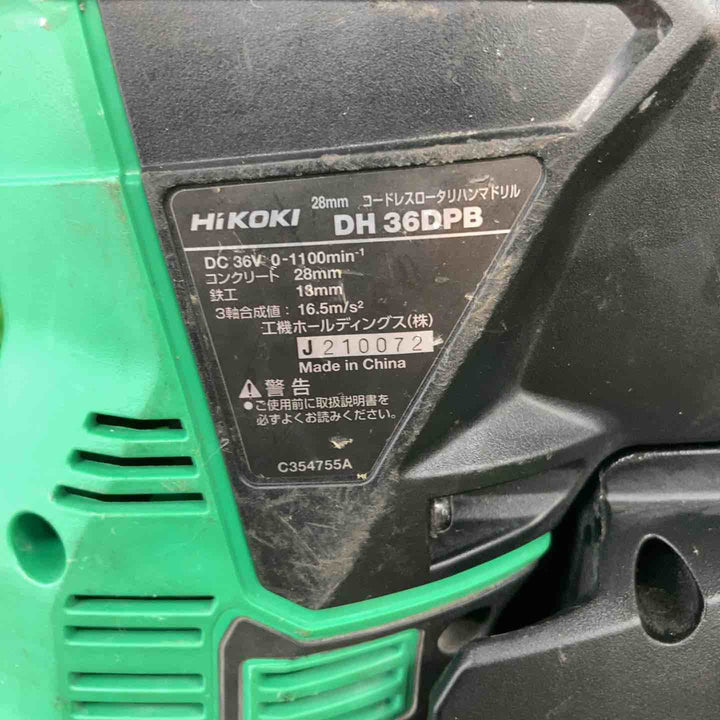 28mm コードレスロータリハンマドリル
HiKOKI DH 36DPB
DC 36V 0-1100min⁻¹
コンクリート 28mm
鉄工 13mm
3軸合成値: 16.5m/s²
工機ホールディングス(株)
J210072
Made in China
警告
●ご使用前に取扱説明書を
必ずよくお読みください。
C354755A